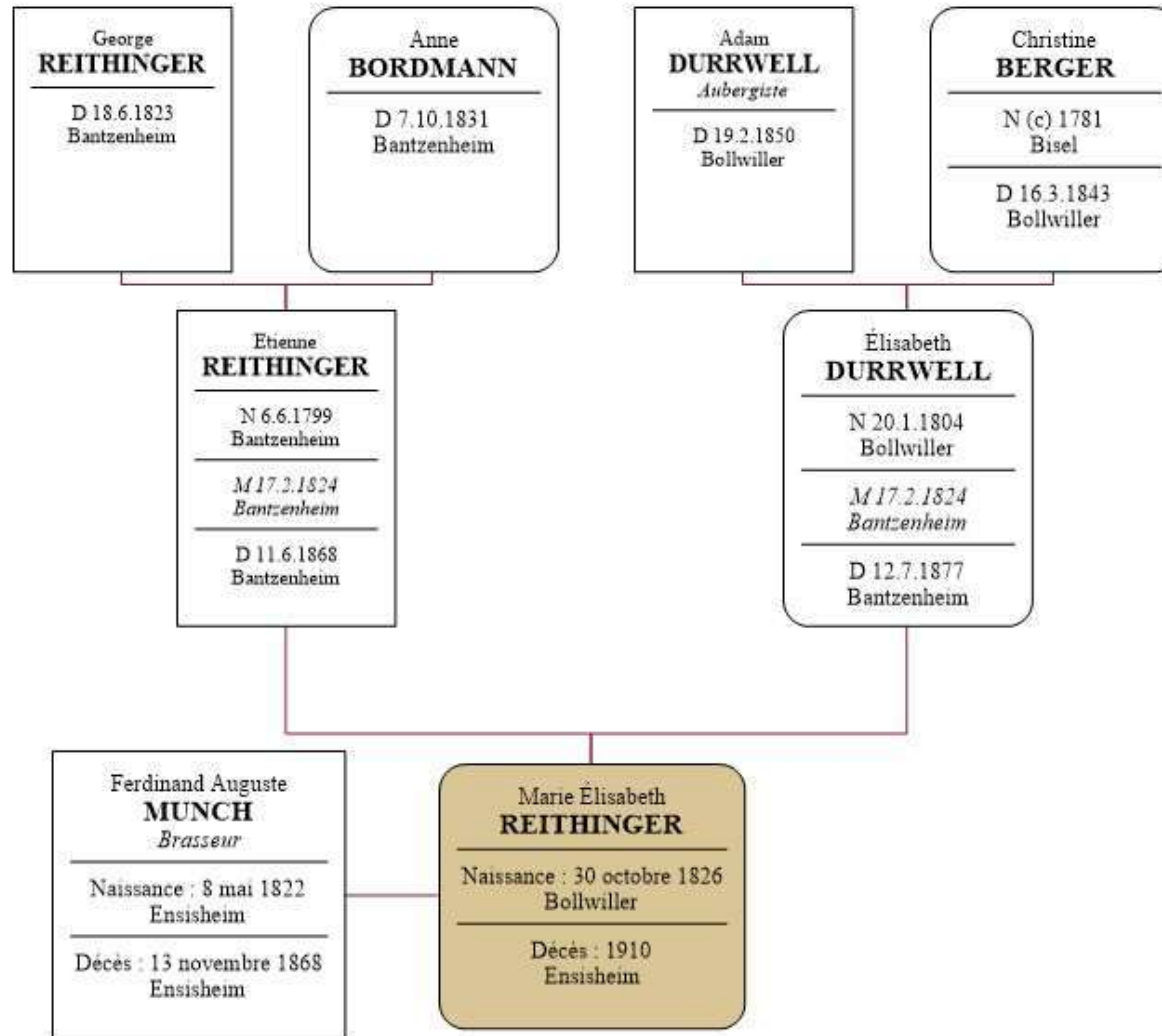 George
REITHINGER
D 18.6.1823
Bantzenheim
Anne
BORDMANN
D 7.10.1831
Bantzenheim
Adam
DURRWELL
Aubergiste
D 19.2.1850
Bollwiller
Christine
BERGER
N (c) 1781
Bisel
D 16.3.1843
Bollwiller
Etienne
REITHINGER
N 6.6.1799
Bantzenheim
M 17.2.1824
Bantzenheim
D 11.6.1868
Bantzenheim
Élisabeth
DURRWELL
N 20.1.1804
Bollwiller
M 17.2.1824
Bantzenheim
D 12.7.1877
Bantzenheim
Ferdinand Auguste
MUNCH
Brasseur
Naissance : 8 mai 1822
Ensisheim
Décès : 13 novembre 1868
Ensisheim
Marie Élisabeth
REITHINGER
Naissance : 30 octobre 1826
Bollwiller
Décès : 1910
Ensisheim